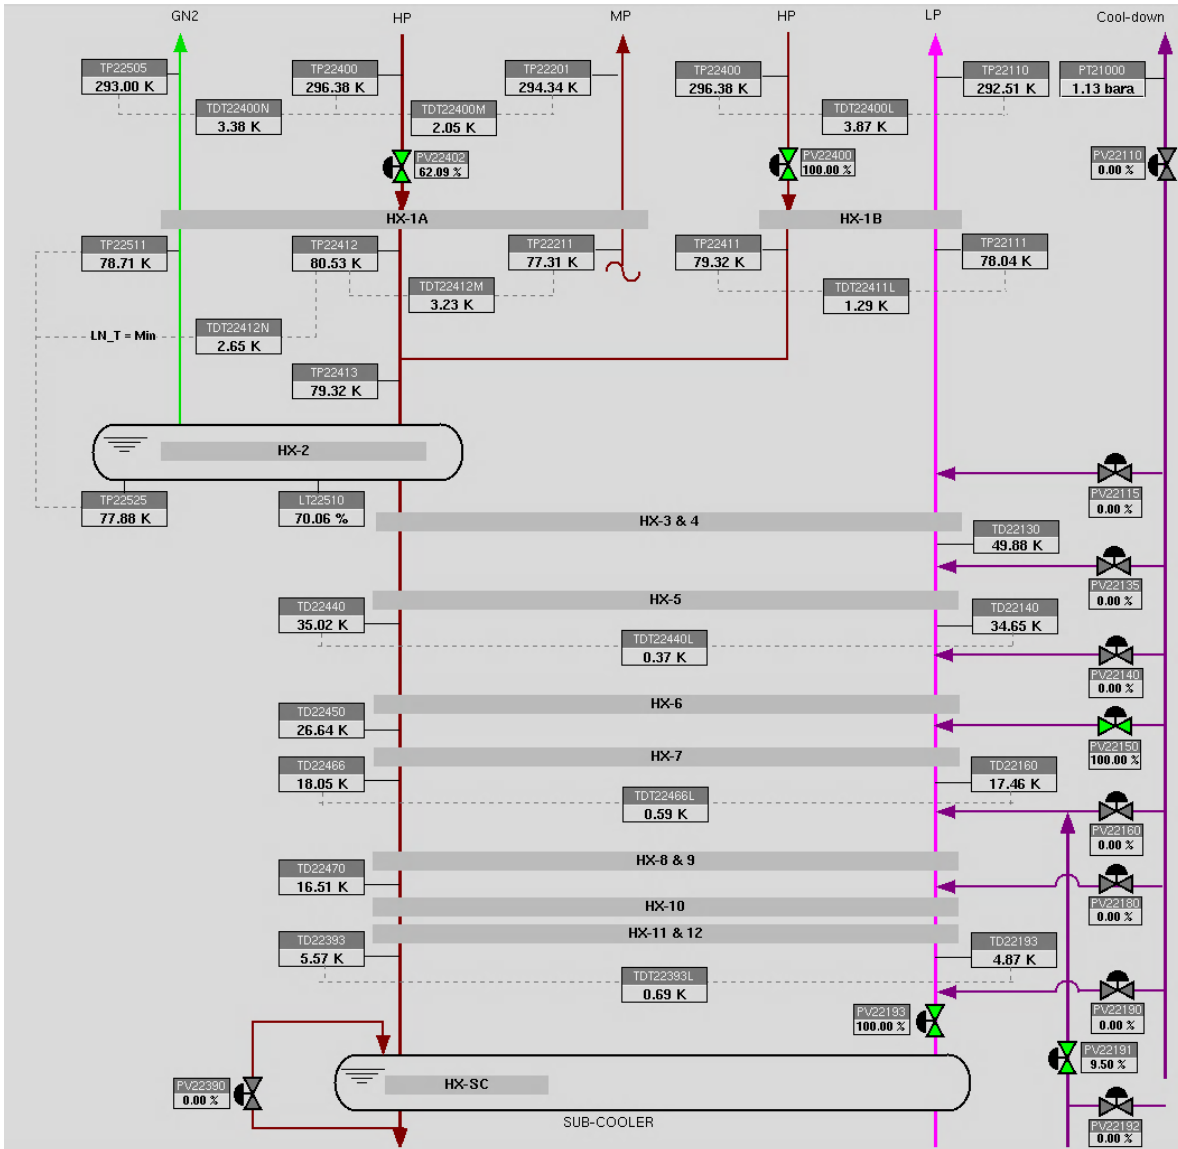 GN2
HP
MP
HP
LP
Cool-down
TP22505
293.00 K
TP22400
296.38 K
TP22201
294.34 K
TP22400
296.38 K
TP22110
292.51 K
PT21000
1.13 bara
TDT22400N
3.38 K
TDT22400M
2.05 K
TDT22400L
3.87 K
PV22402
62.09 %
PV22400
100.00 %
PV22110
0.00 %
HX-1A
HX-1B
TP22511
78.71 K
TP22412
80.53 K
TP22211
77.31 K
TP22411
79.32 K
TP22111
78.04 K
TDT22412M
3.23 K
TDT22411L
1.29 K
LN_T = Min
TDT22412N
2.65 K
TP22413
79.32 K
HX-2
TP22525
77.88 K
LT22510
70.06 %
PV22115
0.00 %
HX-3 & 4
TD22130
49.88 K
PV22135
0.00 %
HX-5
TD22440
35.02 K
TD22140
34.65 K
TDT22440L
0.37 K
PV22140
0.00 %
HX-6
TD22450
26.64 K
PV22150
100.00 %
HX-7
TD22466
18.05 K
TD22160
17.46 K
TDT22466L
0.59 K
PV22160
0.00 %
HX-8 & 9
TD22470
16.51 K
PV22180
0.00 %
HX-10
HX-11 & 12
TD22393
5.57 K
TD22193
4.87 K
TDT22393L
0.69 K
PV22190
0.00 %
PV22193
100.00 %
PV22191
9.50 %
HX-SC
PV22390
0.00 %
SUB-COOLER
PV22192
0.00 %